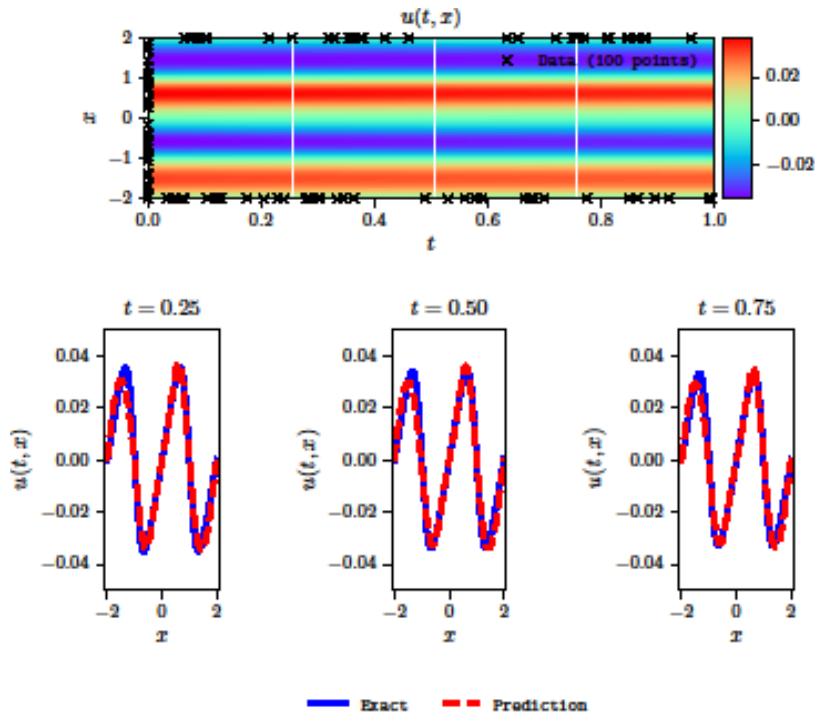 u(t, x)
2
1
0
−1
−2
x
Data (100 points)
0.02
0.00
−0.02
0.0 0.2 0.4 0.6 0.8 1.0
t
t = 0.25
0.04
0.02
0.00
−0.02
−0.04
u(t, x)
−2 0 2
x
t = 0.50
0.04
0.02
0.00
−0.02
−0.04
u(t, x)
−2 0 2
x
t = 0.75
0.04
0.02
0.00
−0.02
−0.04
u(t, x)
−2 0 2
x
Exact Prediction